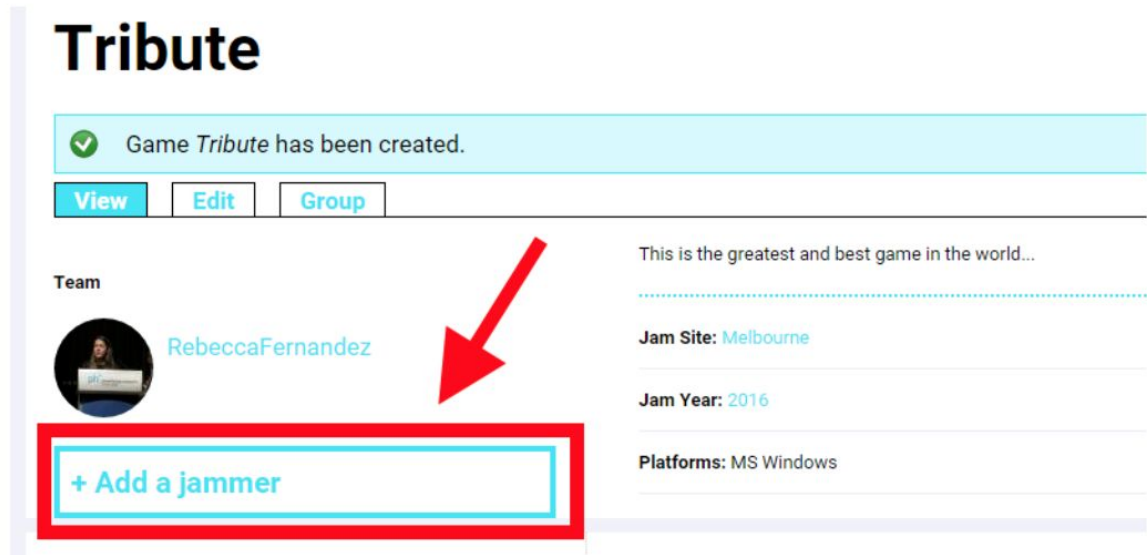 Tribute
Game Tribute has been created.
View Edit Group
Team
RebeccaFernandez
+ Add a jammer
This is the greatest and best game in the world...
Jam Site: Melbourne
Jam Year: 2016
Platforms: MS Windows